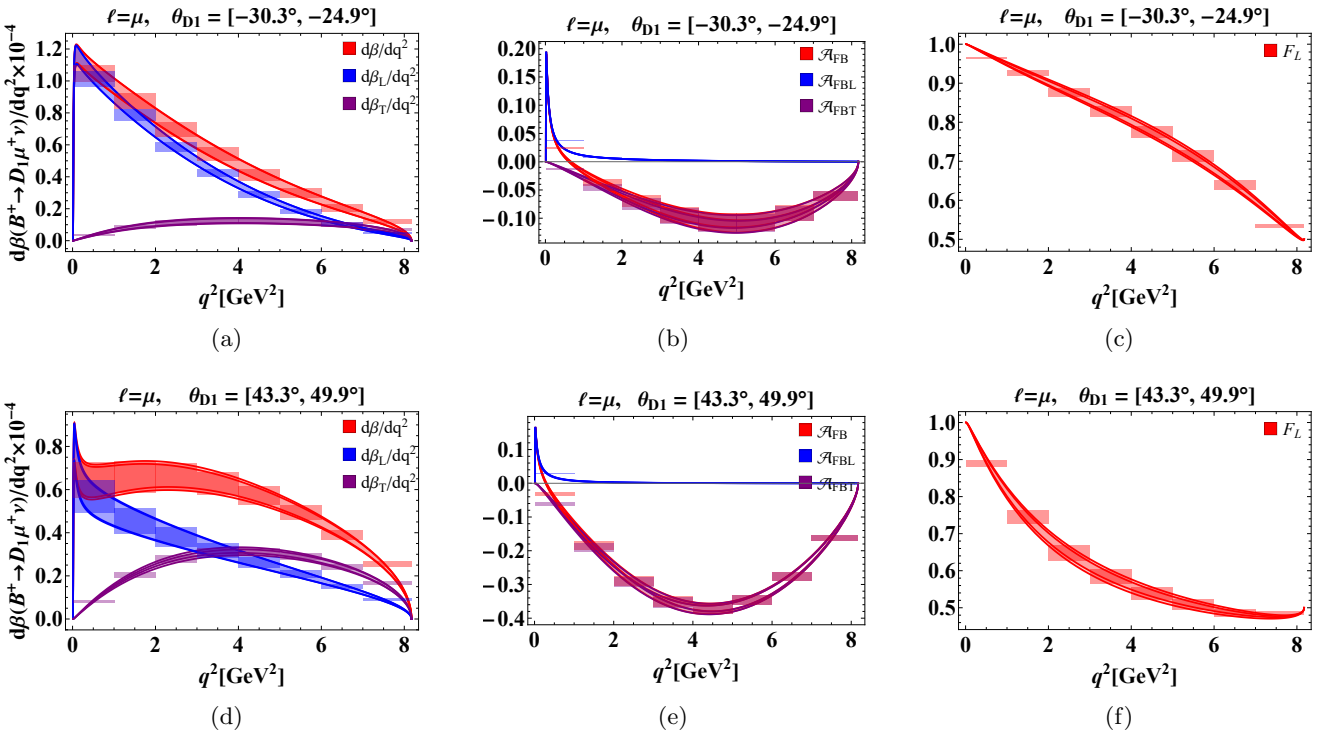 ℓ=μ, θD1 = [−30.3°, −24.9°]
dβ(B⁺→D₁μ⁺ν)/dq²×10⁻⁴
1.2
1.0
0.8
0.6
0.4
0.2
0.0
dβ/dq²
dβL/dq²
dβT/dq²
0 2 4 6 8
q²[GeV²]
(a)
ℓ=μ, θD1 = [−30.3°, −24.9°]
0.20
0.15
0.10
0.05
0.00
−0.05
−0.10
𝒜FB
𝒜FBL
𝒜FBT
0 2 4 6 8
q²[GeV²]
(b)
ℓ=μ, θD1 = [−30.3°, −24.9°]
1.0
0.9
0.8
0.7
0.6
0.5
FL
0 2 4 6 8
q²[GeV²]
(c)
ℓ=μ, θD1 = [43.3°, 49.9°]
dβ(B⁺→D₁μ⁺ν)/dq²×10⁻⁴
0.8
0.6
0.4
0.2
0.0
dβ/dq²
dβL/dq²
dβT/dq²
0 2 4 6 8
q²[GeV²]
(d)
ℓ=μ, θD1 = [43.3°, 49.9°]
0.1
0.0
−0.1
−0.2
−0.3
−0.4
𝒜FB
𝒜FBL
𝒜FBT
0 2 4 6 8
q²[GeV²]
(e)
ℓ=μ, θD1 = [43.3°, 49.9°]
1.0
0.9
0.8
0.7
0.6
0.5
FL
0 2 4 6 8
q²[GeV²]
(f)